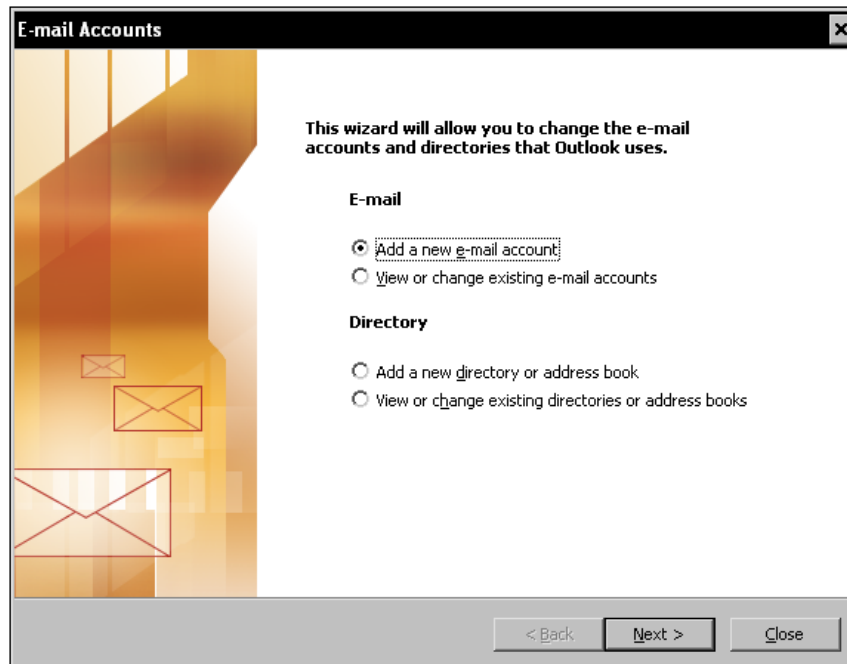 E-mail Accounts
This wizard will allow you to change the e-mail
accounts and directories that Outlook uses.
E-mail
Add a new e-mail account
View or change existing e-mail accounts
Directory
Add a new directory or address book
View or change existing directories or address books
< Back Next > Close